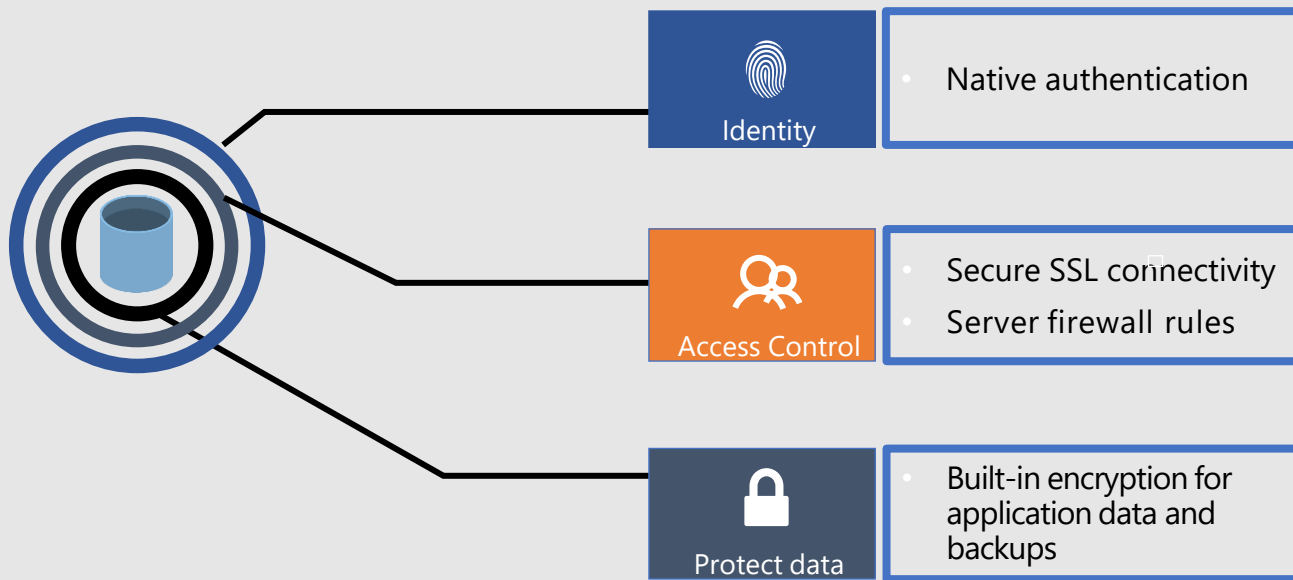 Identity
• Native authentication
Access Control
• Secure SSL connectivity
• Server firewall rules
Protect data
• Built-in encryption for
application data and
backups